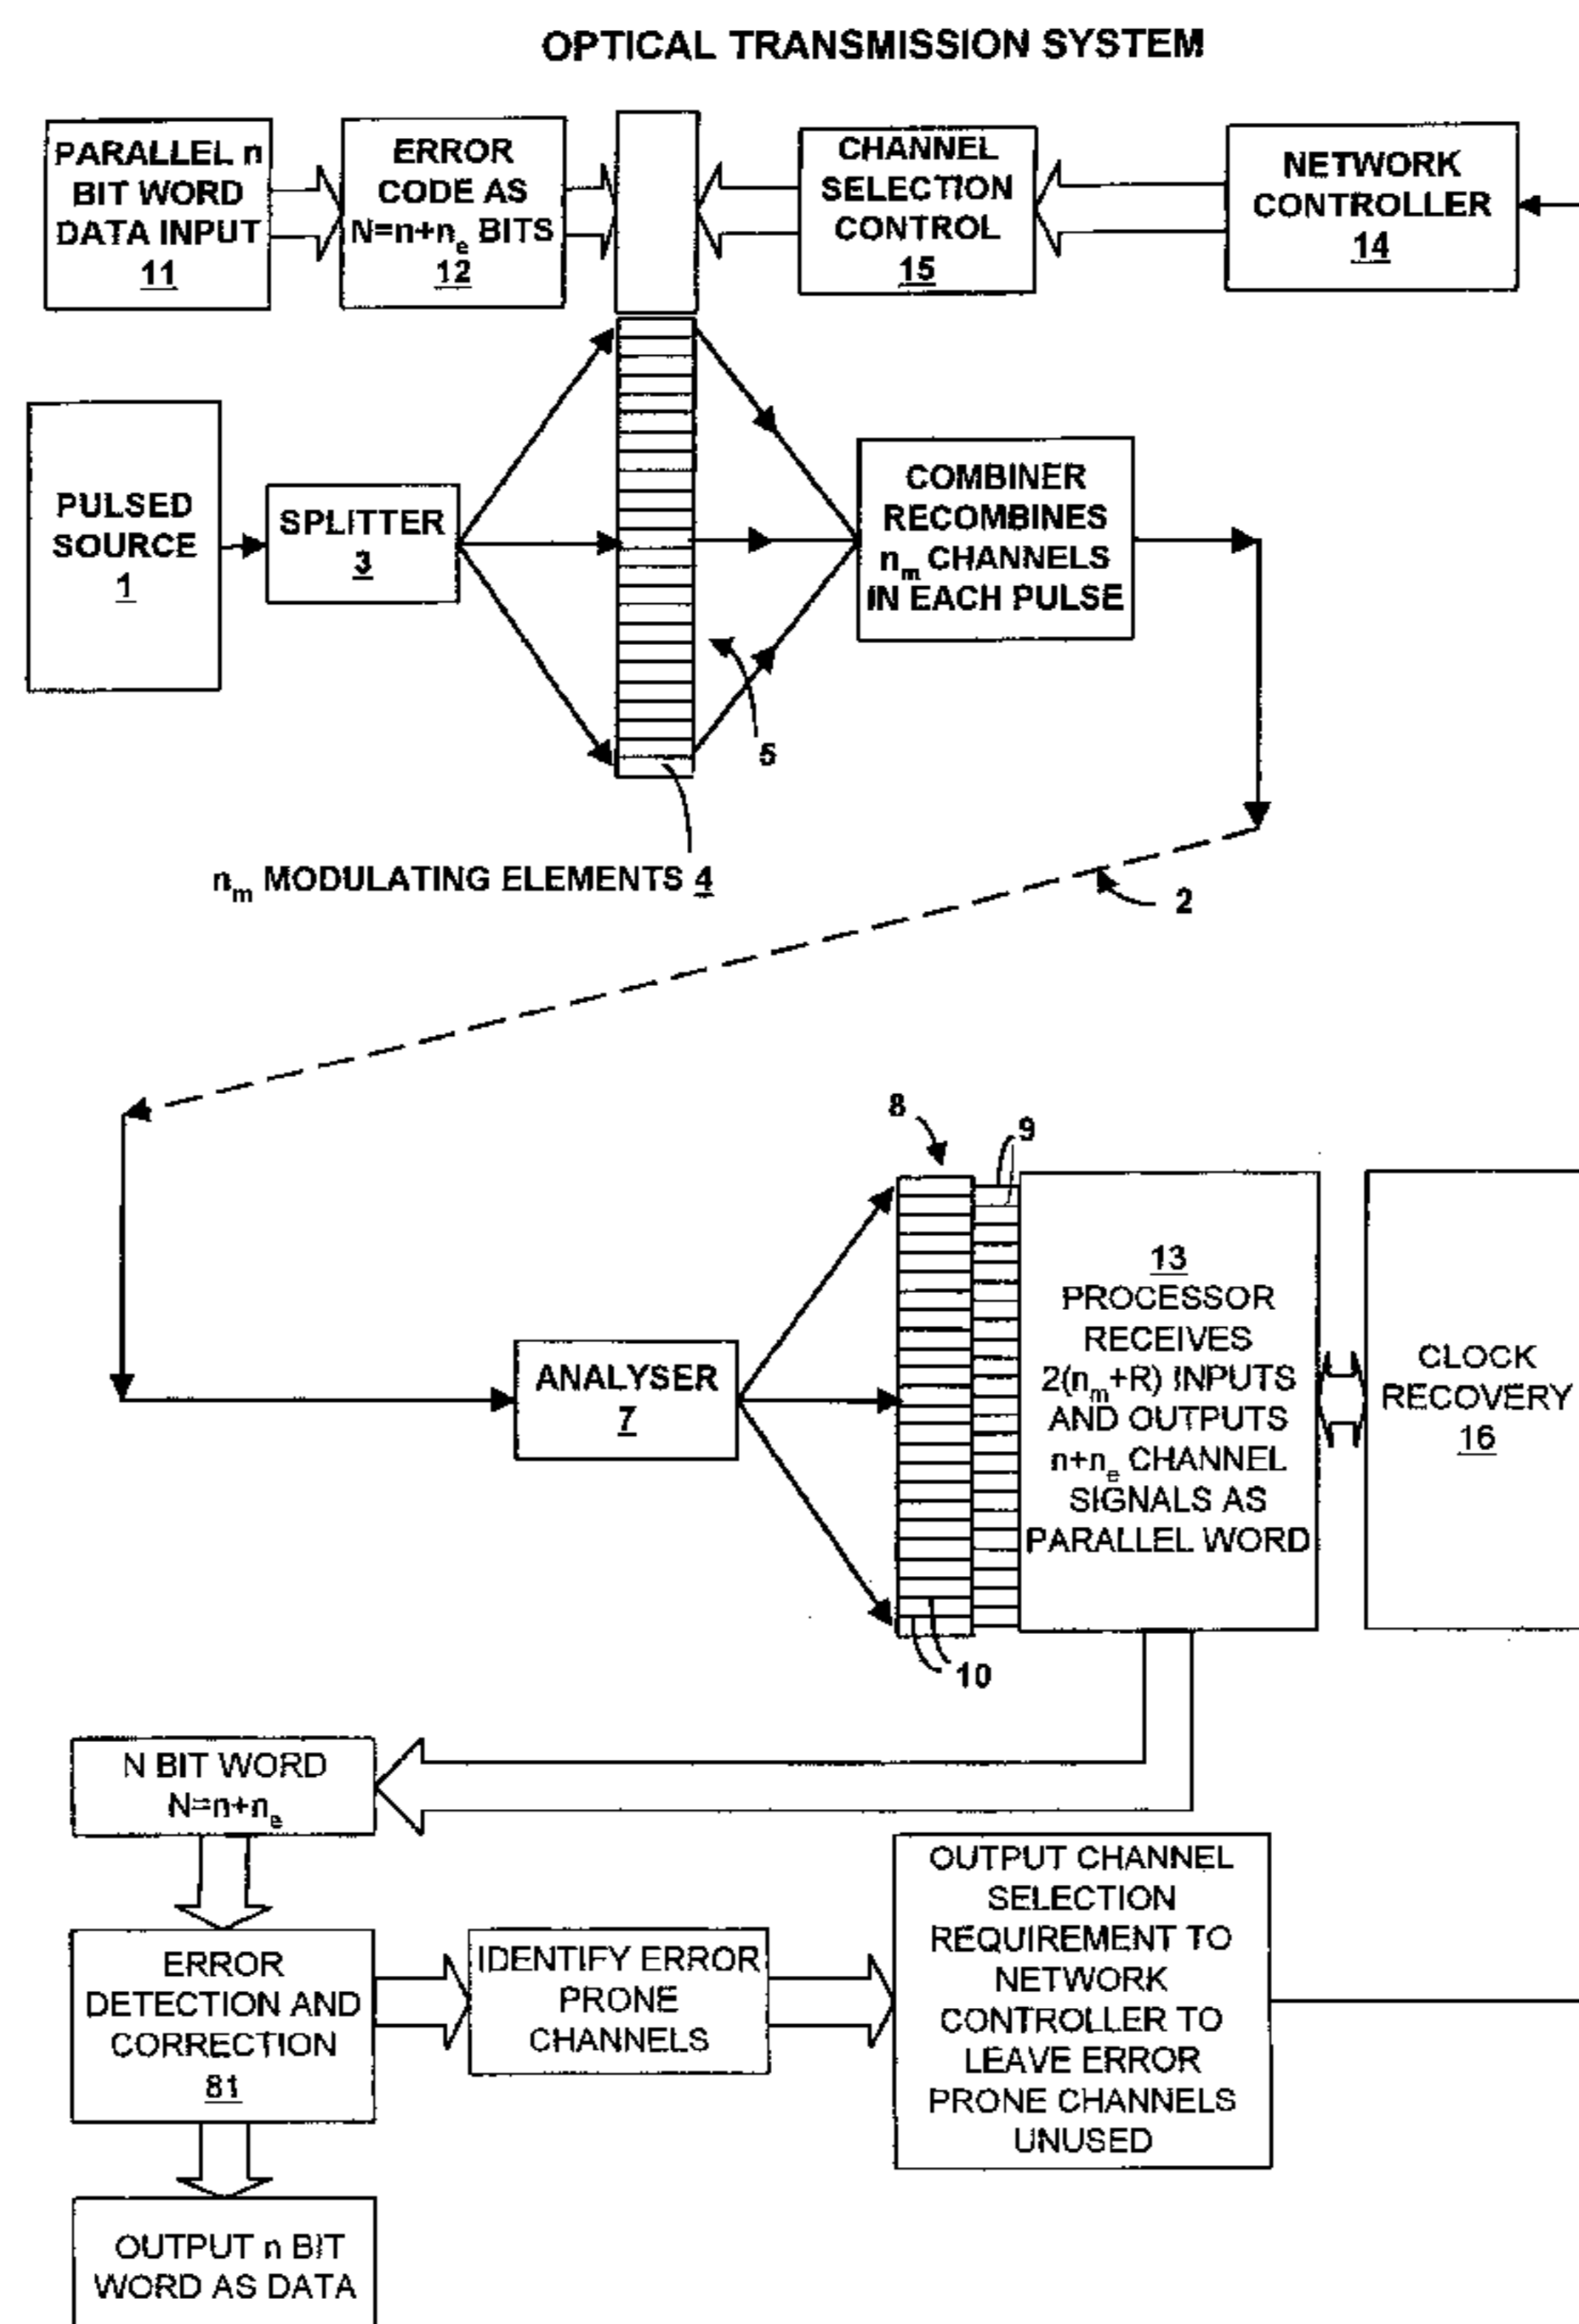 OPTICAL TRANSMISSION SYSTEM
PARALLEL n
BIT WORD
DATA INPUT
11
ERROR
CODE AS
N=n+nₑ BITS
12
CHANNEL
SELECTION
CONTROL
15
NETWORK
CONTROLLER
14
PULSED
SOURCE
1
SPLITTER
3
COMBINER
RECOMBINES
nₘ CHANNELS
IN EACH PULSE
5
nₘ MODULATING ELEMENTS 4
2
8
9
ANALYSER
7
10
13
PROCESSOR
RECEIVES
2(nₘ+R) INPUTS
AND OUTPUTS
n+nₑ CHANNEL
SIGNALS AS
PARALLEL WORD
CLOCK
RECOVERY
16
N BIT WORD
N=n+nₑ
ERROR
DETECTION AND
CORRECTION
81
IDENTIFY ERROR
PRONE
CHANNELS
OUTPUT CHANNEL
SELECTION
REQUIREMENT TO
NETWORK
CONTROLLER TO
LEAVE ERROR
PRONE CHANNELS
UNUSED
OUTPUT n BIT
WORD AS DATA